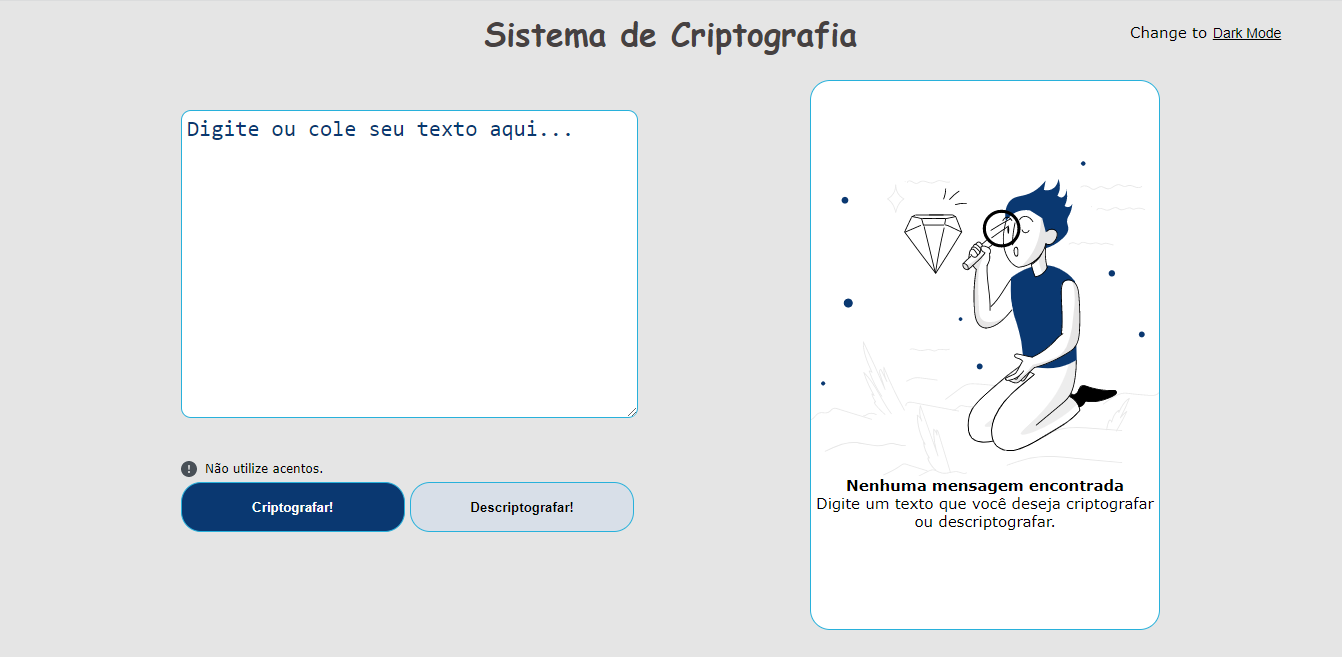 Sistema de Criptografia
Change to Dark Mode
Digite ou cole seu texto aqui...
! Não utilize acentos.
Criptografar!
Descriptografar!
Nenhuma mensagem encontrada
Digite um texto que você deseja criptografar
ou descriptografar.